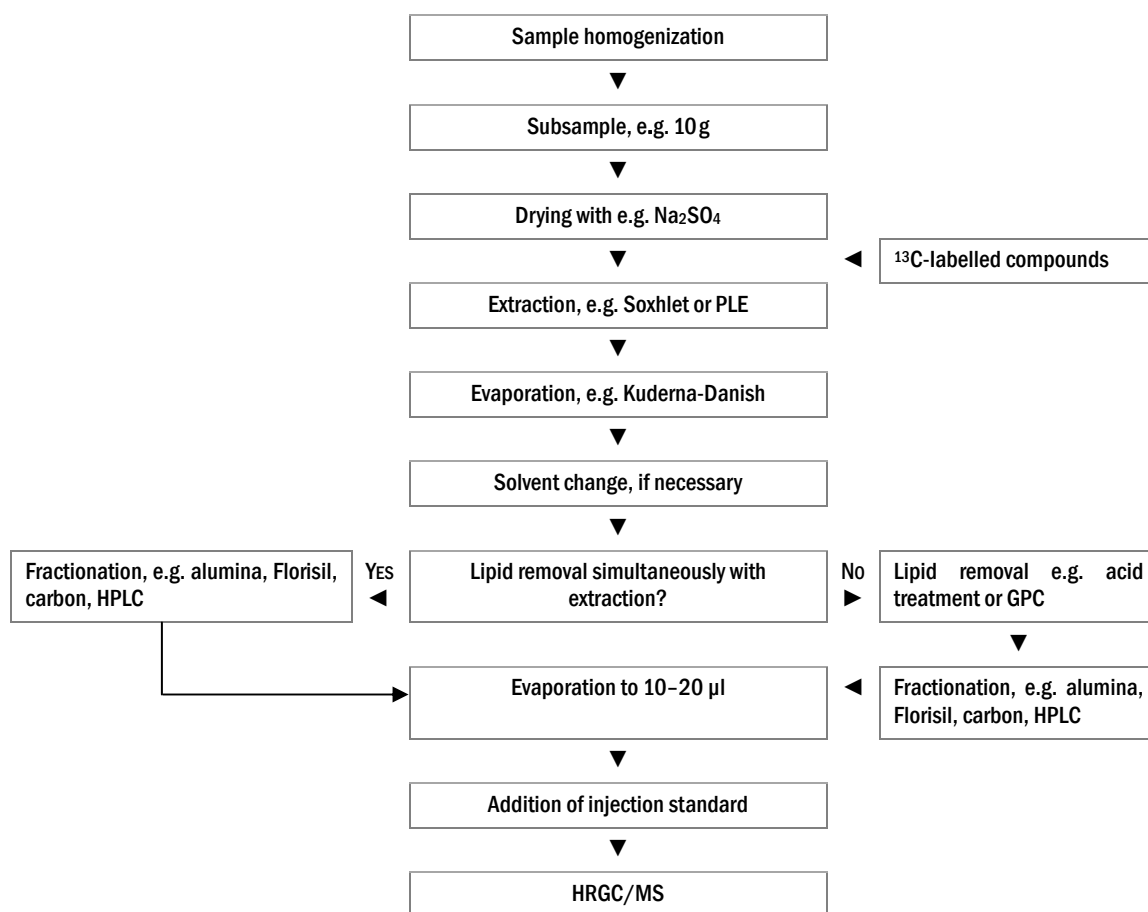 Sample homogenization
Subsample, e.g. 10 g
Drying with e.g. Na₂SO₄
¹³C-labelled compounds
Extraction, e.g. Soxhlet or PLE
Evaporation, e.g. Kuderna-Danish
Solvent change, if necessary
Fractionation, e.g. alumina, Florisil,
carbon, HPLC
YES
Lipid removal simultaneously with
extraction?
NO
Lipid removal e.g. acid
treatment or GPC
Evaporation to 10–20 µl
Fractionation, e.g. alumina,
Florisil, carbon, HPLC
Addition of injection standard
HRGC/MS